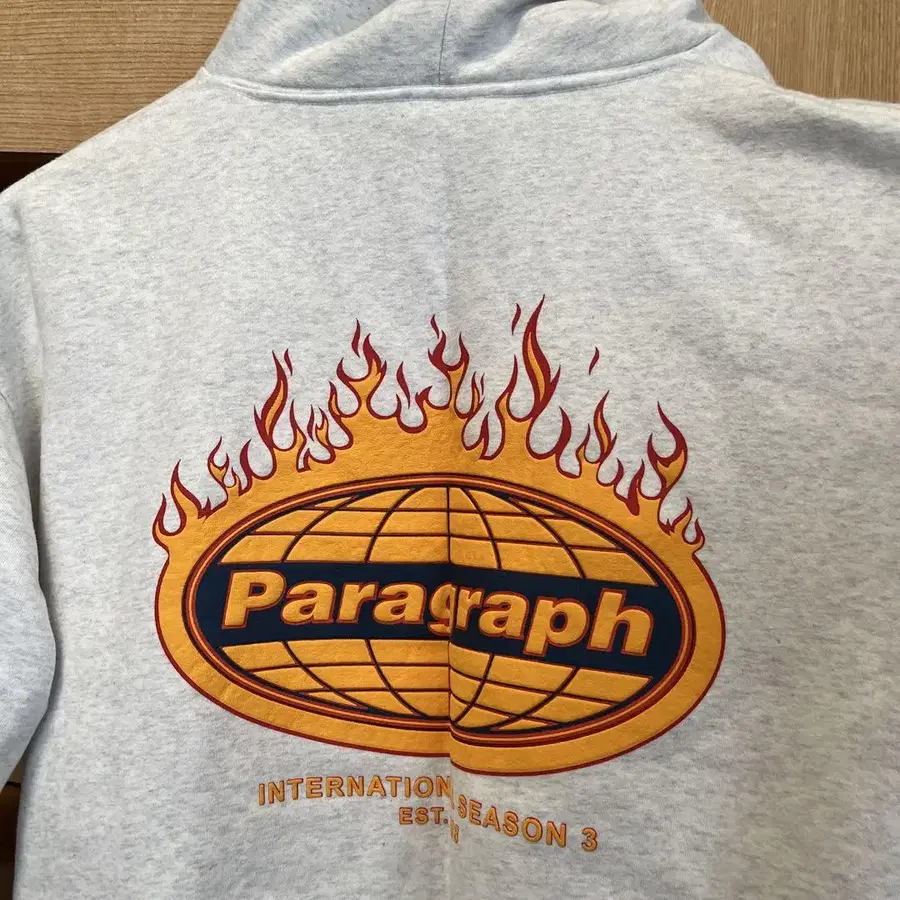 Paragraph
INTERNATION SEASON 3
EST.